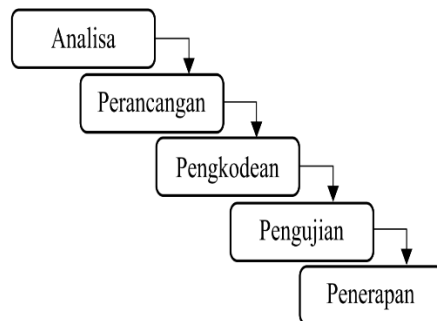 Analisa
Perancangan
Pengkodean
Pengujian
Penerapan